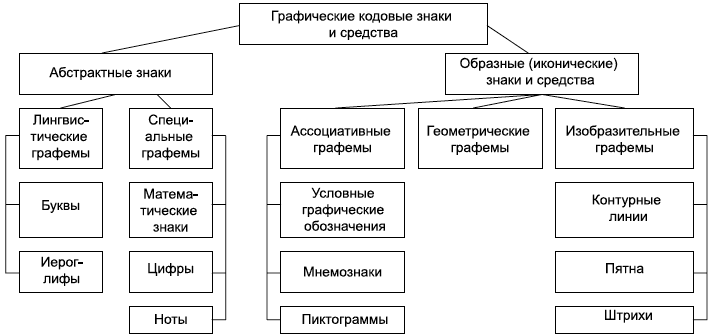 Графические кодовые знаки
и средства
Абстрактные знаки
Образные (иконические)
знаки и средства
Лингвис–
тические
графемы
Специ-
альные
графемы
Ассоциативные
графемы
Геометрические
графемы
Изобразительные
графемы
Буквы
Матема–
тические
знаки
Условные
графические
обозначения
Контурные
линии
Иерог–
лифы
Цифры
Мнемознаки
Пятна
Ноты
Пиктограммы
Штрихи